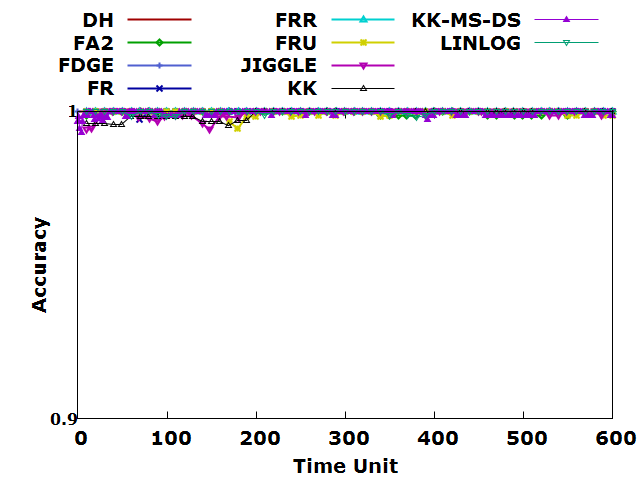 DH FRR KK-MS-DS
FA2 FRU LINLOG
FDGE JIGGLE
FR KK
1
Accuracy
0.9
0 100 200 300 400 500 600
Time Unit